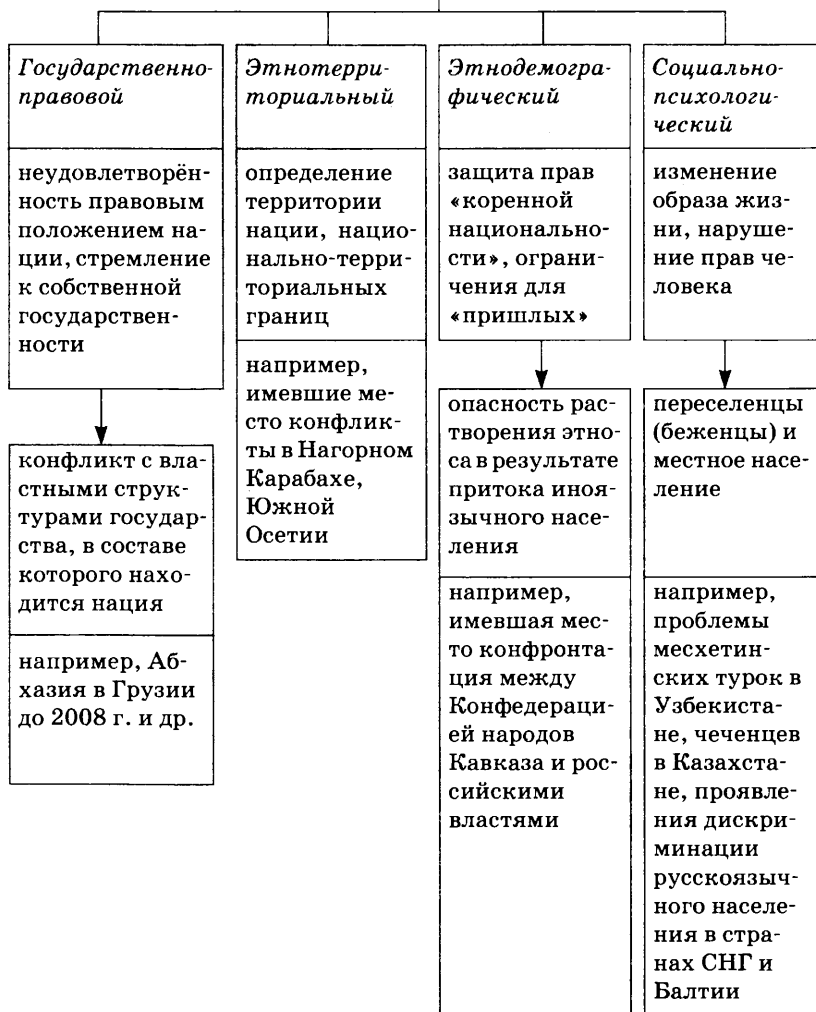 Государственно-
правовой
неудовлетворён-
ность правовым
положением на-
ции, стремление
к собственной
государствен-
ности
конфликт с вла-
стными струк-
турами государ-
ства, в составе
которого нахо-
дится нация
например, Аб-
хазия в Грузии
до 2008 г. и др.
Этнотерри-
ториальный
определение
территории
нации, нацио-
нально-терри-
ториальных
границ
например,
имевшие ме-
сто конфлик-
ты в Нагорном
Карабахе,
Южной
Осетии
Этнодемогра-
фический
защита прав
«коренной
национально-
сти», ограни-
чения для
«пришлых»
опасность рас-
творения этно-
са в результате
притока иноя-
зычного насе-
ления
например,
имевшая мес-
то конфронта-
ция между
Конфедераци-
ей народов
Кавказа и рос-
сийскими
властями
Социально-
психологи-
ческий
изменение
образа жиз-
ни, наруше-
ние прав че-
ловека
переселенцы
(беженцы) и
местное насе-
ление
например,
проблемы
месхетин-
ских турок в
Узбекиста-
не, чеченцев
в Казахста-
не, проявле-
ния дискри-
минации
русскоязыч-
ного населе-
ния в стра-
нах СНГ и
Балтии